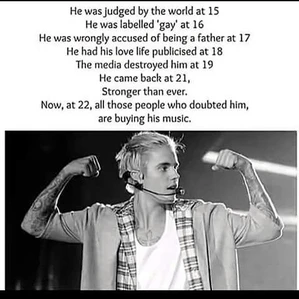 He was judged by the world at 15
He was labelled 'gay' at 16
He was wrongly accused of being a father at 17
He had his love life publicised at 18
The media destroyed him at 19
He came back at 21,
Stronger than ever.
Now, at 22, all those people who doubted him,
are buying his music.